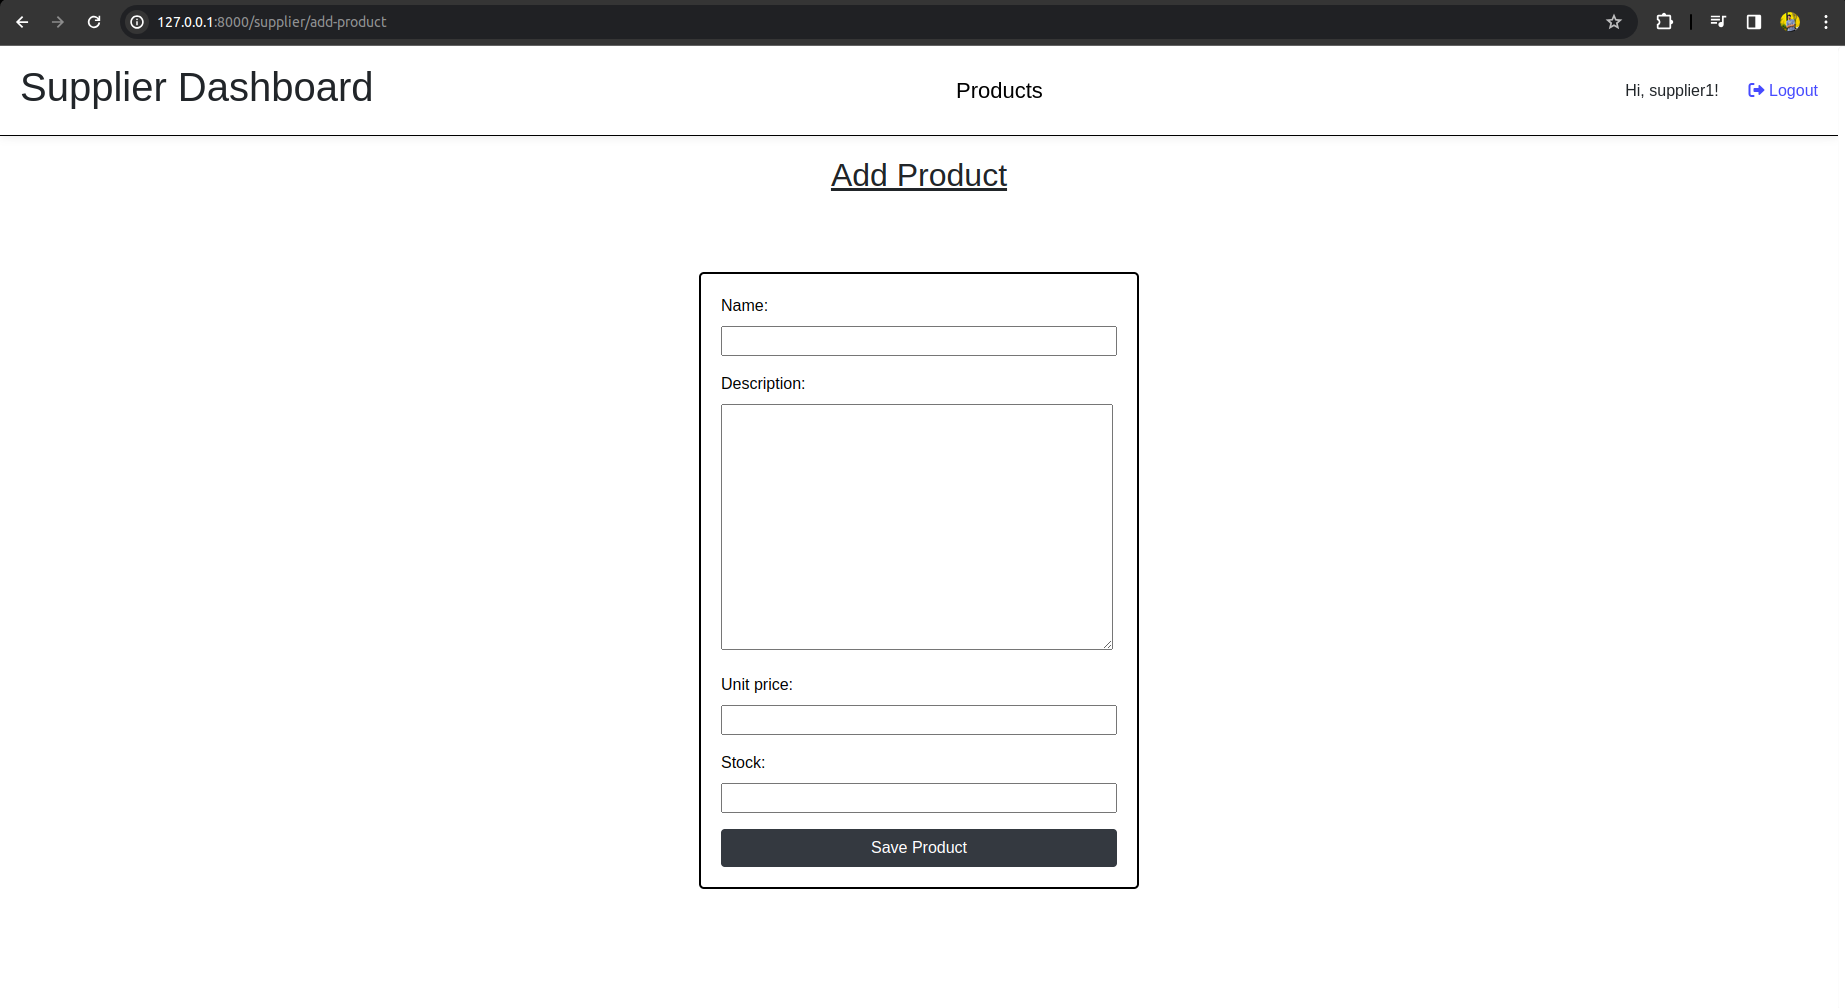 127.0.0.1:8000/supplier/add-product
Supplier Dashboard
Products
Hi, supplier1!
Logout
Add Product
Name:
Description:
Unit price:
Stock:
Save Product